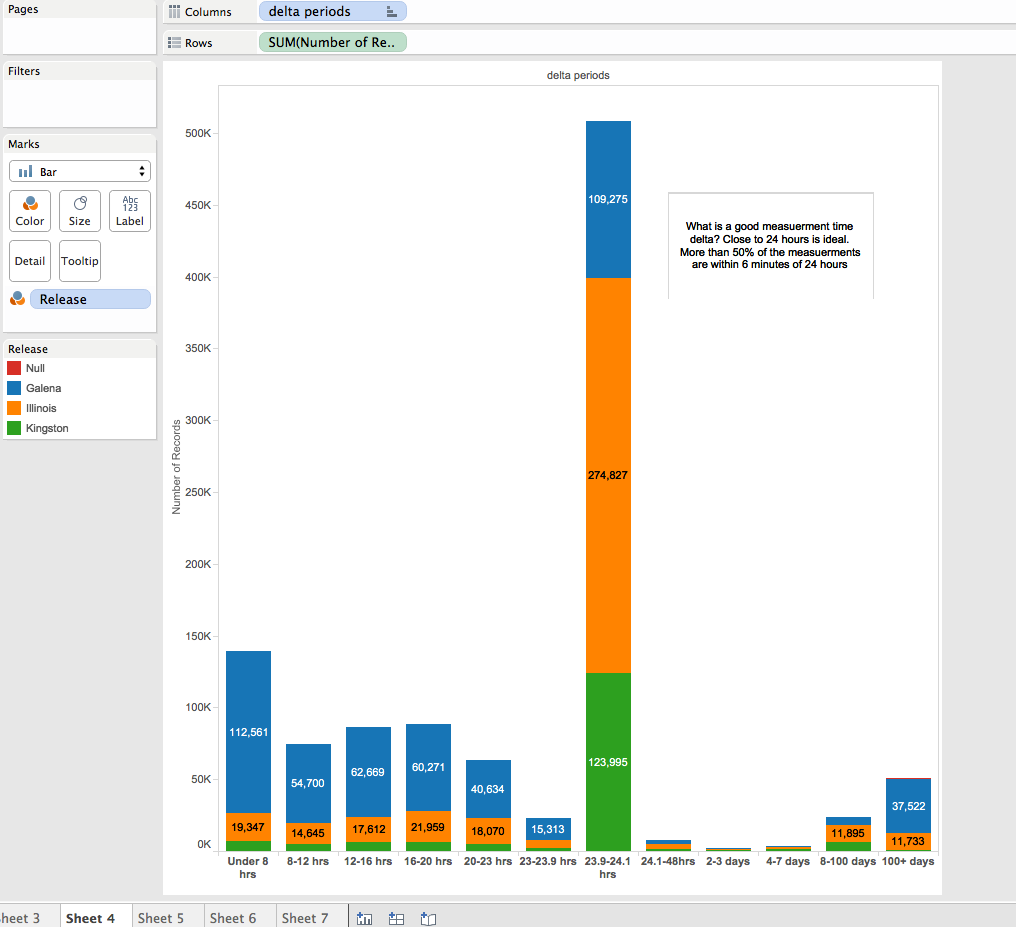 Pages
Columns
delta periods
Rows
SUM(Number of Re..
Filters
Marks
Bar
Color
Size
Abc
123
Label
Detail
Tooltip
Release
Release
Null
Galena
Illinois
Kingston
delta periods
Number of Records
500K
450K
400K
350K
300K
250K
200K
150K
100K
50K
0K
109,275
274,827
123,995
What is a good measuerment time
delta? Close to 24 hours is ideal.
More than 50% of the measuerments
are within 6 minutes of 24 hours
112,561
19,347
54,700
14,645
62,669
17,612
60,271
21,959
40,634
18,070
15,313
11,895
37,522
11,733
Under 8
hrs
8-12 hrs
12-16 hrs
16-20 hrs
20-23 hrs
23-23.9 hrs
23.9-24.1
hrs
24.1-48hrs
2-3 days
4-7 days
8-100 days
100+ days
heet 3
Sheet 4
Sheet 5
Sheet 6
Sheet 7